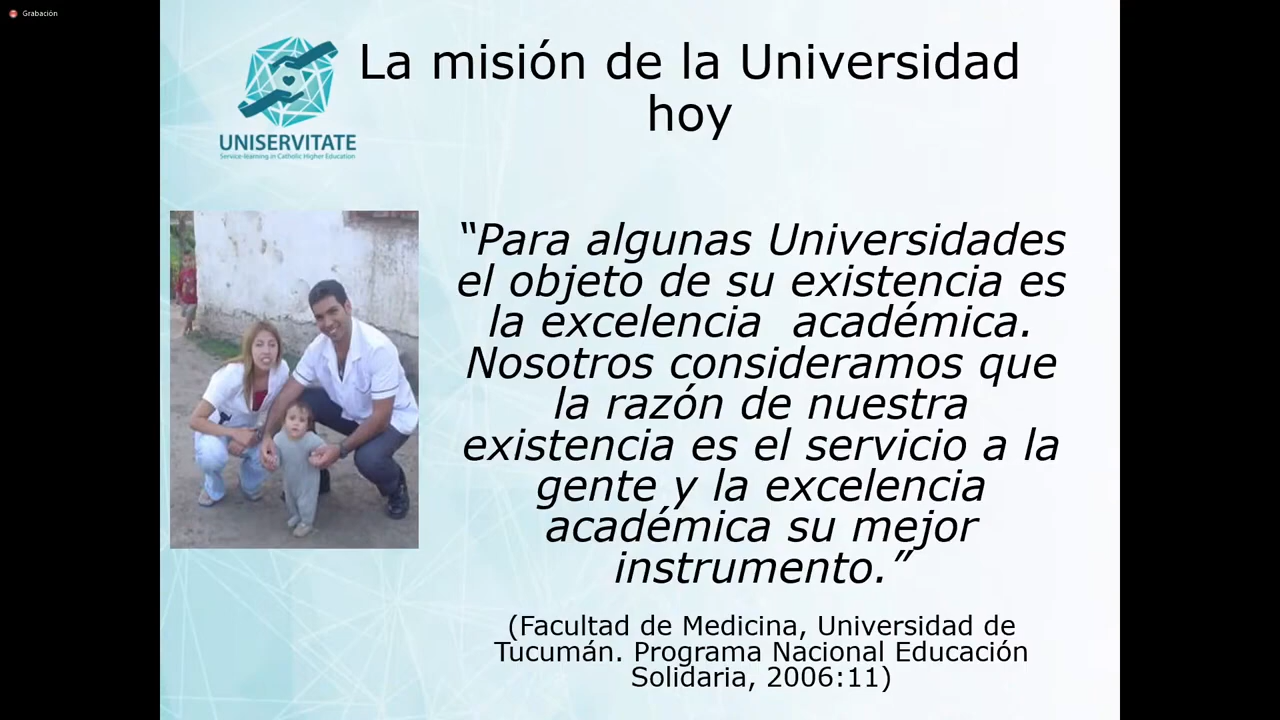 Grabación
La misión de la Universidad
hoy
UNISERVITATE
Service-learning in Catholic Higher Education
“Para algunas Universidades
el objeto de su existencia es
la excelencia  académica.
Nosotros consideramos que
la razón de nuestra
existencia es el servicio a la
gente y la excelencia
académica su mejor
instrumento.”
(Facultad de Medicina, Universidad de
Tucumán. Programa Nacional Educación
Solidaria, 2006:11)